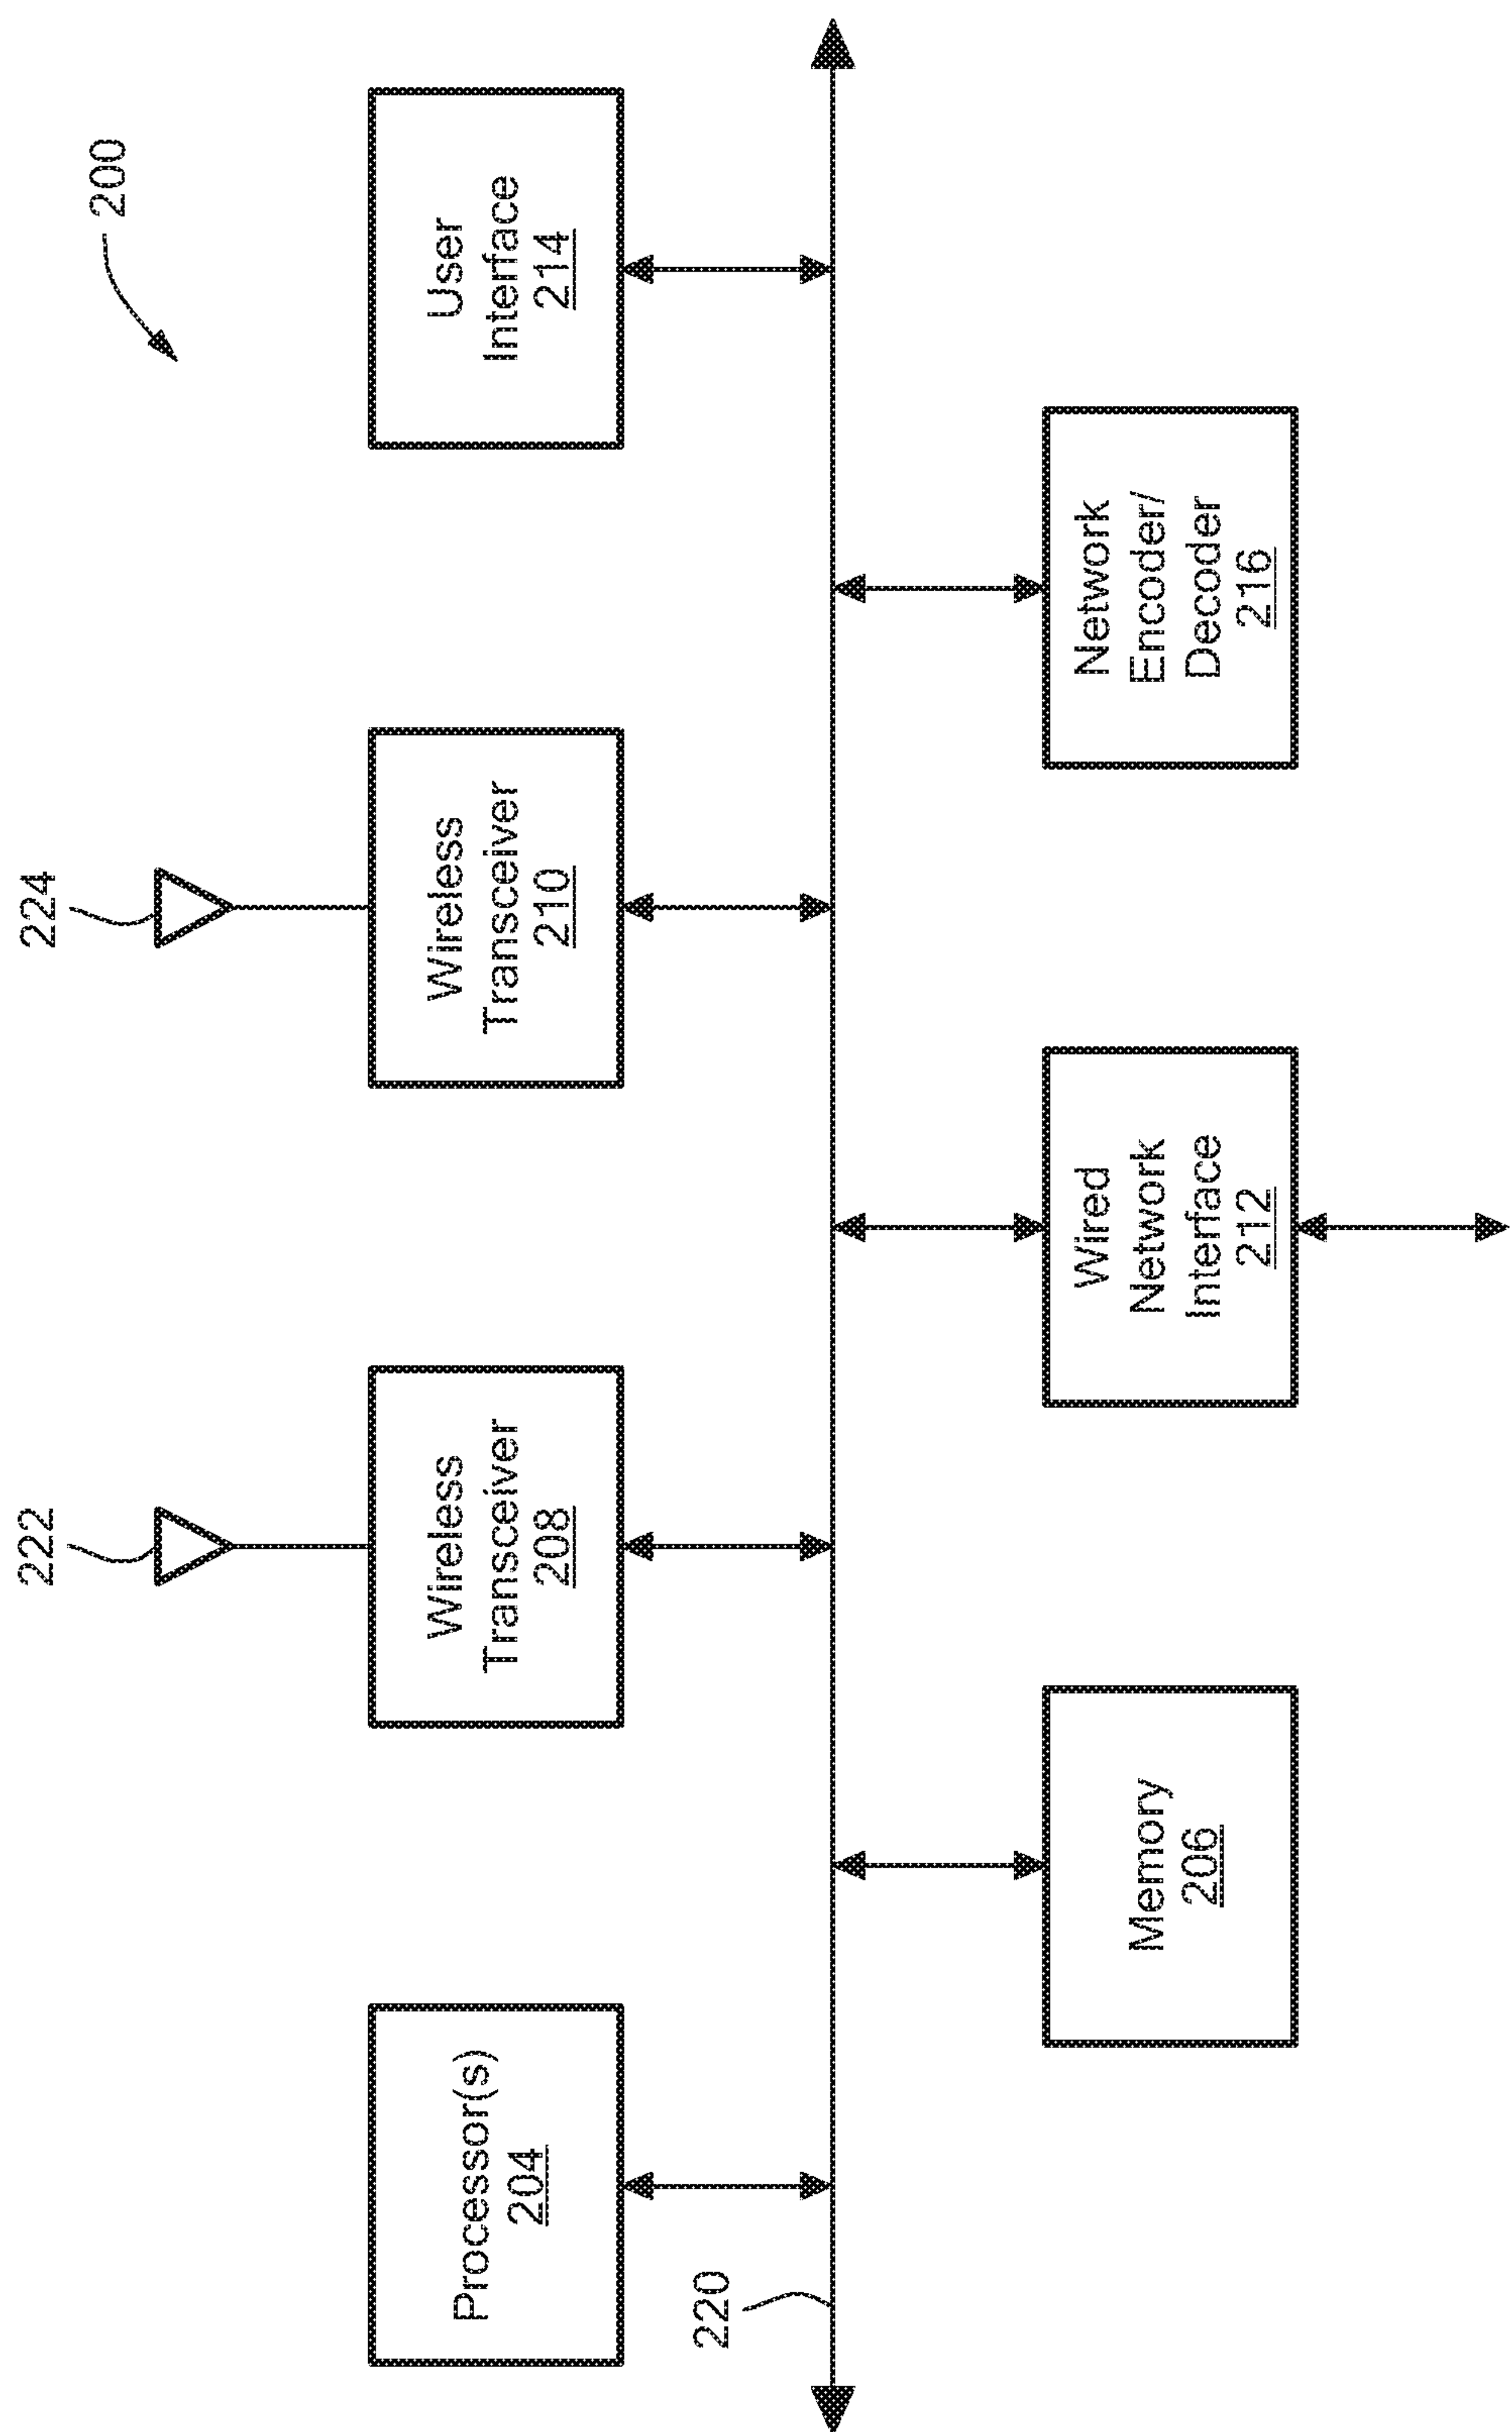 200
222
224
Processor(s)
204
Wireless
Transceiver
208
Wireless
Transceiver
210
User
Interface
214
220
Memory
206
Wired
Network
Interface
212
Network
Encoder/
Decoder
216